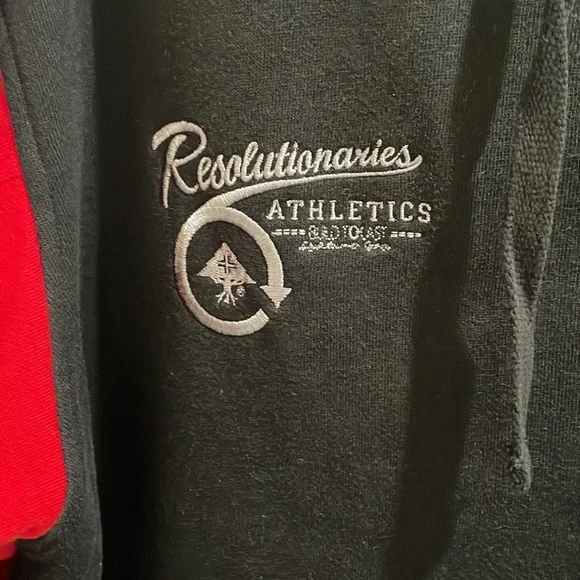 Resolutionaries
ATHLETICS
BUILD TO LAST
®